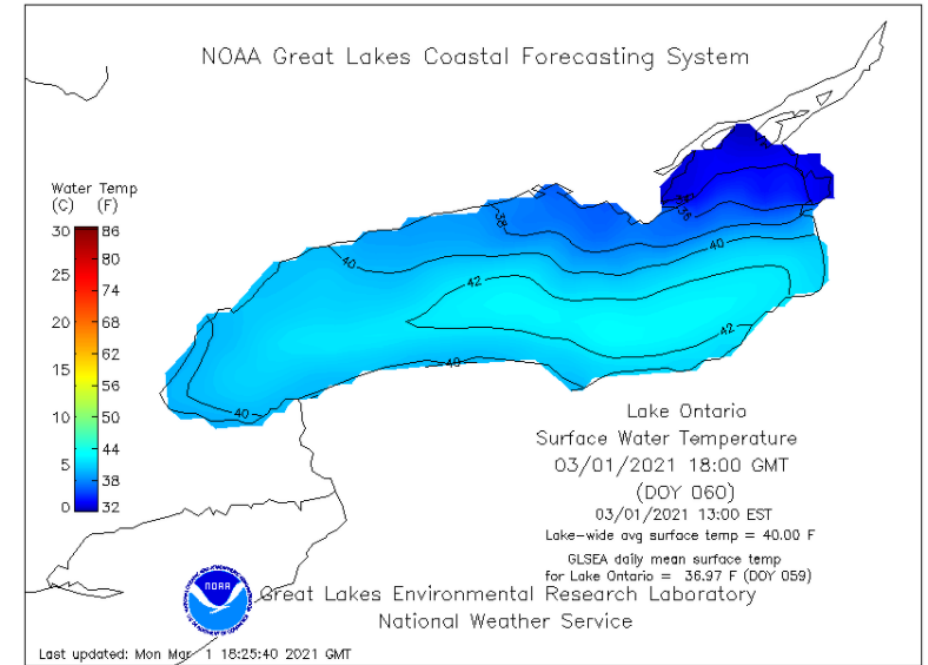 NOAA Great Lakes Coastal Forecasting System
Water Temp
(C) (F)
30 86
80
25 74
20 68
62
15 56
10 50
44
5 38
0 32
38
36
40
40
42
42
40
40
Lake Ontario
Surface Water Temperature
03/01/2021 18:00 GMT
(DOY 060)
03/01/2021 13:00 EST
Lake-wide avg surface temp = 40.00 F
GLSEA daily mean surface temp
for Lake Ontario = 36.97 F (DOY 059)
NOAA
Great Lakes Environmental Research Laboratory
National Weather Service
Last updated: Mon Mar 1 18:25:40 2021 GMT